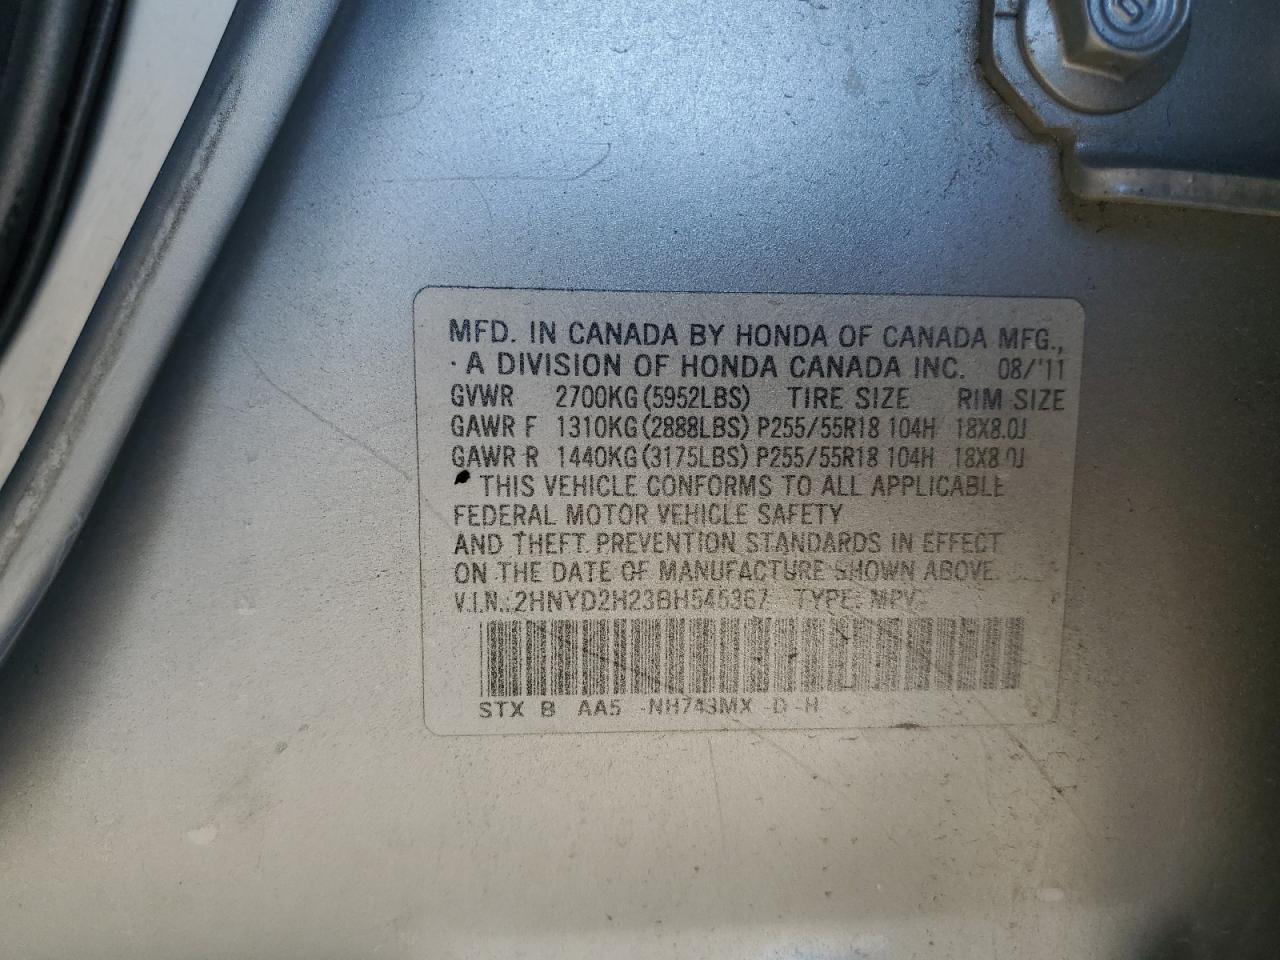 MFD. IN CANADA BY HONDA OF CANADA MFG.,
· A DIVISION OF HONDA CANADA INC. 08/'11
GVWR 2700KG(5952LBS) TIRE SIZE RIM SIZE
GAWR F 1310KG(2888LBS) P255/55R18 104H 18X8.0J
GAWR R 1440KG(3175LBS) P255/55R18 104H 18X8.0J
THIS VEHICLE CONFORMS TO ALL APPLICABLE
FEDERAL MOTOR VEHICLE SAFETY
AND THEFT PREVENTION STANDARDS IN EFFECT
ON THE DATE OF MANUFACTURE SHOWN ABOVE.
V.I.N.: 2HNYD2H23BH545367 TYPE: MPV
STX B AA5 -NH743MX -D -H